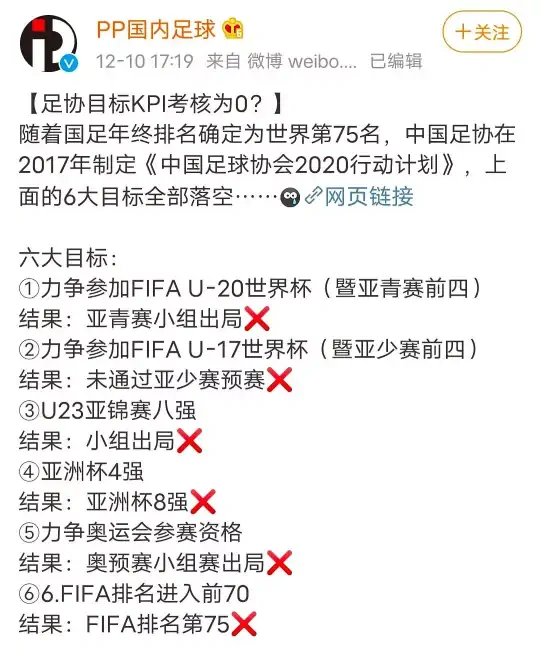 PP国内足球
12-10 17:19 来自 微博 weibo.... 已编辑
+关注
【足协目标KPI考核为0？】
随着国足年终排名确定为世界第75名，中国足协在
2017年制定《中国足球协会2020行动计划》，上
面的6大目标全部落空······网页链接
六大目标：
①力争参加FIFA U-20世界杯（暨亚青赛前四）
结果：亚青赛小组出局❌
②力争参加FIFA U-17世界杯（暨亚少赛前四）
结果：未通过亚少赛预赛❌
③U23亚锦赛八强
结果：小组出局❌
④亚洲杯4强
结果：亚洲杯8强❌
⑤力争奥运会参赛资格
结果：奥预赛小组赛出局❌
⑥6.FIFA排名进入前70
结果：FIFA排名第75❌